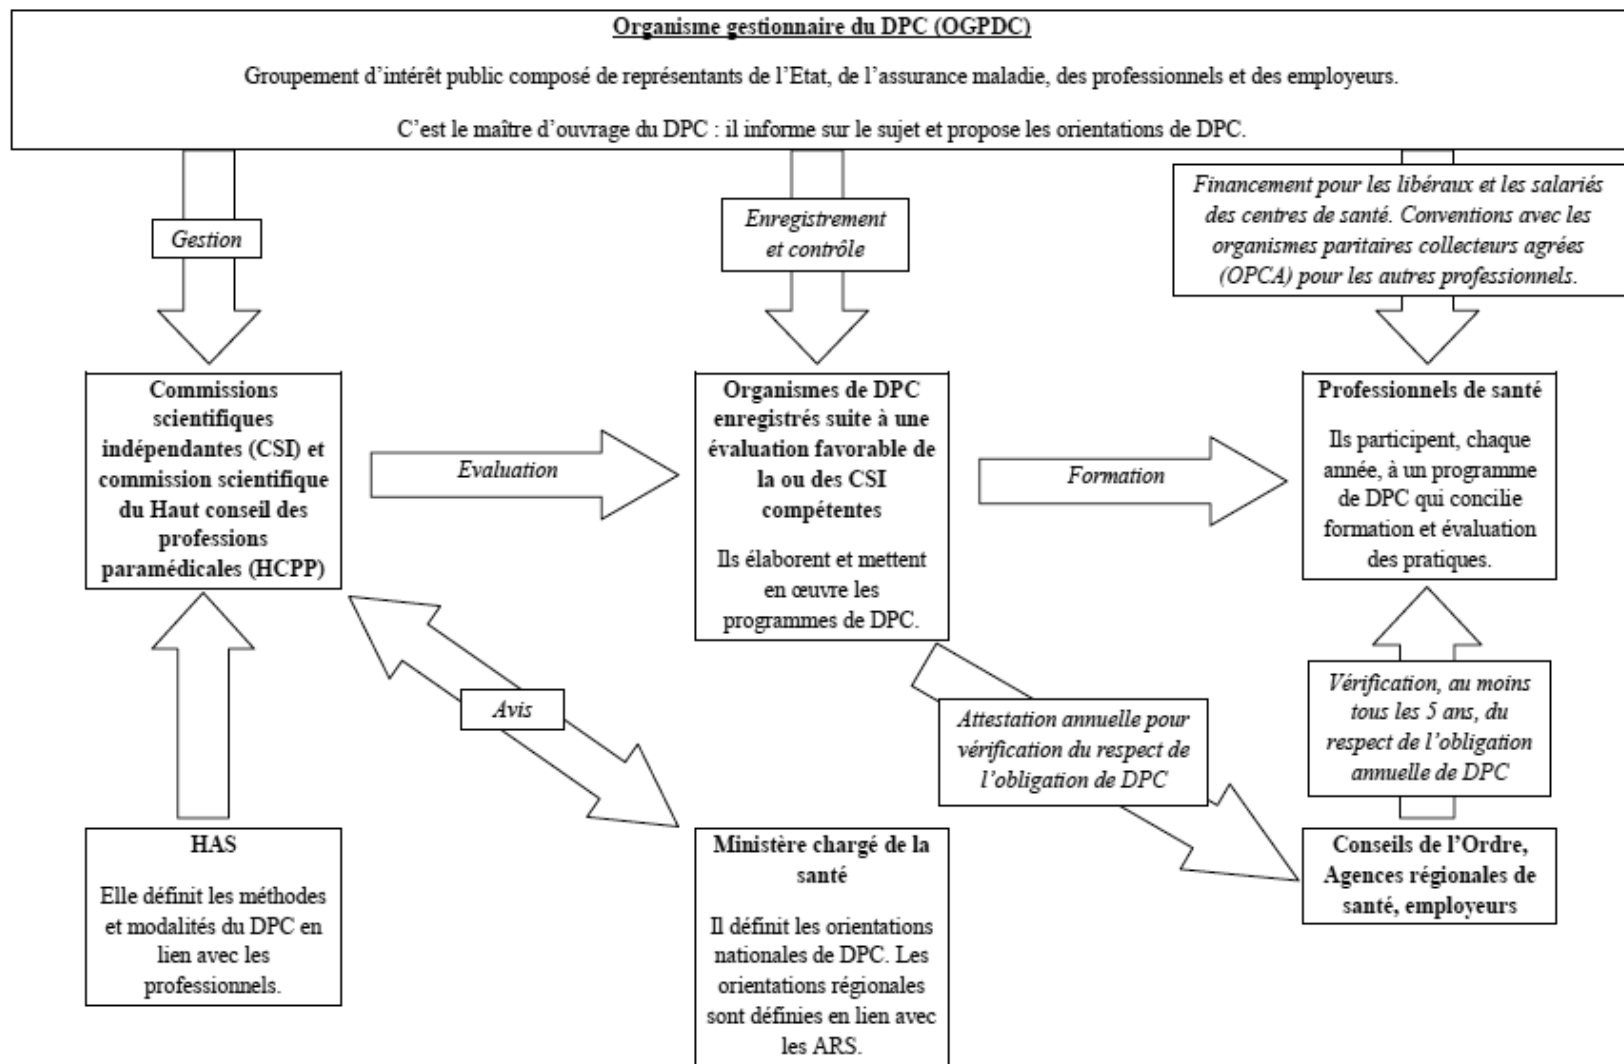 Organisme gestionnaire du DPC (OGPDC)
Groupement d’intérêt public composé de représentants de l’Etat, de l’assurance maladie, des professionnels et des employeurs.
C’est le maître d’ouvrage du DPC : il informe sur le sujet et propose les orientations de DPC.
Gestion
Enregistrement
et contrôle
Financement pour les libéraux et les salariés
des centres de santé. Conventions avec les
organismes paritaires collecteurs agrées
(OPCA) pour les autres professionnels.
Commissions
scientifiques
indépendantes (CSI) et
commission scientifique
du Haut conseil des
professions
paramédicales (HCPP)
Evaluation
Organismes de DPC
enregistrés suite à une
évaluation favorable de
la ou des CSI
compétentes
Ils élaborent et mettent
en œuvre les
programmes de DPC.
Formation
Professionnels de santé
Ils participent, chaque
année, à un programme
de DPC qui concilie
formation et évaluation
des pratiques.
Avis
Attestation annuelle pour
vérification du respect de
l’obligation de DPC
Vérification, au moins
tous les 5 ans, du
respect de l’obligation
annuelle de DPC
HAS
Elle définit les méthodes
et modalités du DPC en
lien avec les
professionnels.
Ministère chargé de la
santé
Il définit les orientations
nationales de DPC. Les
orientations régionales
sont définies en lien avec
les ARS.
Conseils de l’Ordre,
Agences régionales de
santé, employeurs